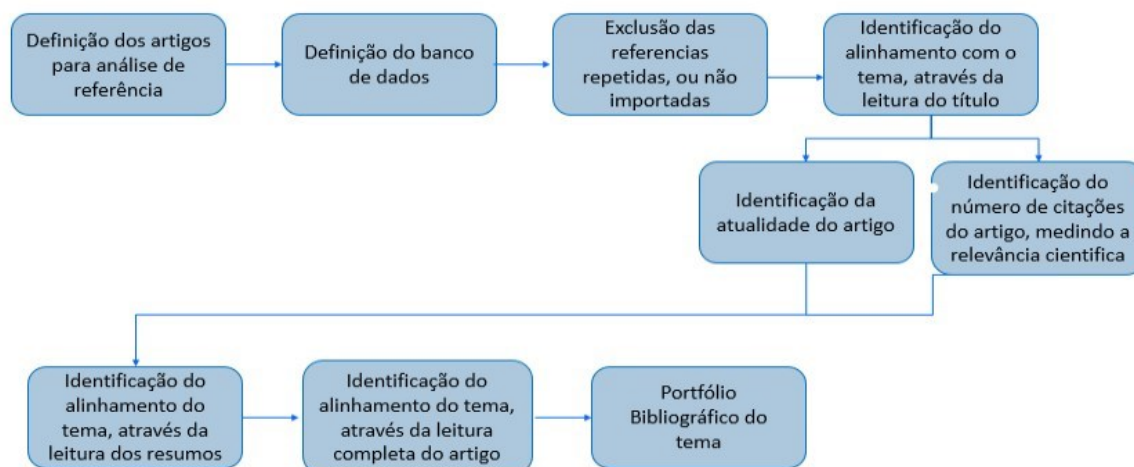 Definição dos artigos
para análise de
referência
Definição do banco
de dados
Exclusão das
referencias
repetidas, ou não
importadas
Identificação do
alinhamento com o
tema, através da
leitura do título
Identificação da
atualidade do artigo
Identificação do
número de citações
do artigo, medindo a
relevância cientifica
Identificação do
alinhamento do
tema, através da
leitura dos resumos
Identificação do
alinhamento do tema,
através da leitura
completa do artigo
Portfólio
Bibliográfico do
tema